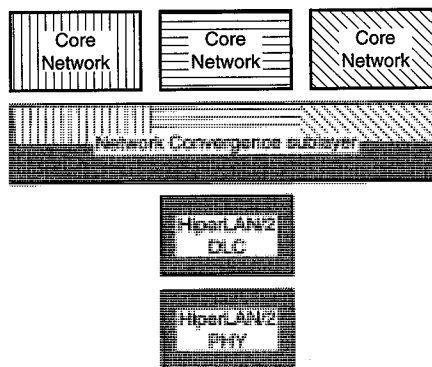 Core
Network
Core
Network
Core
Network
Network Convergence sublayer
HiperLAN/2
DLC
HiperLAN/2
PHY